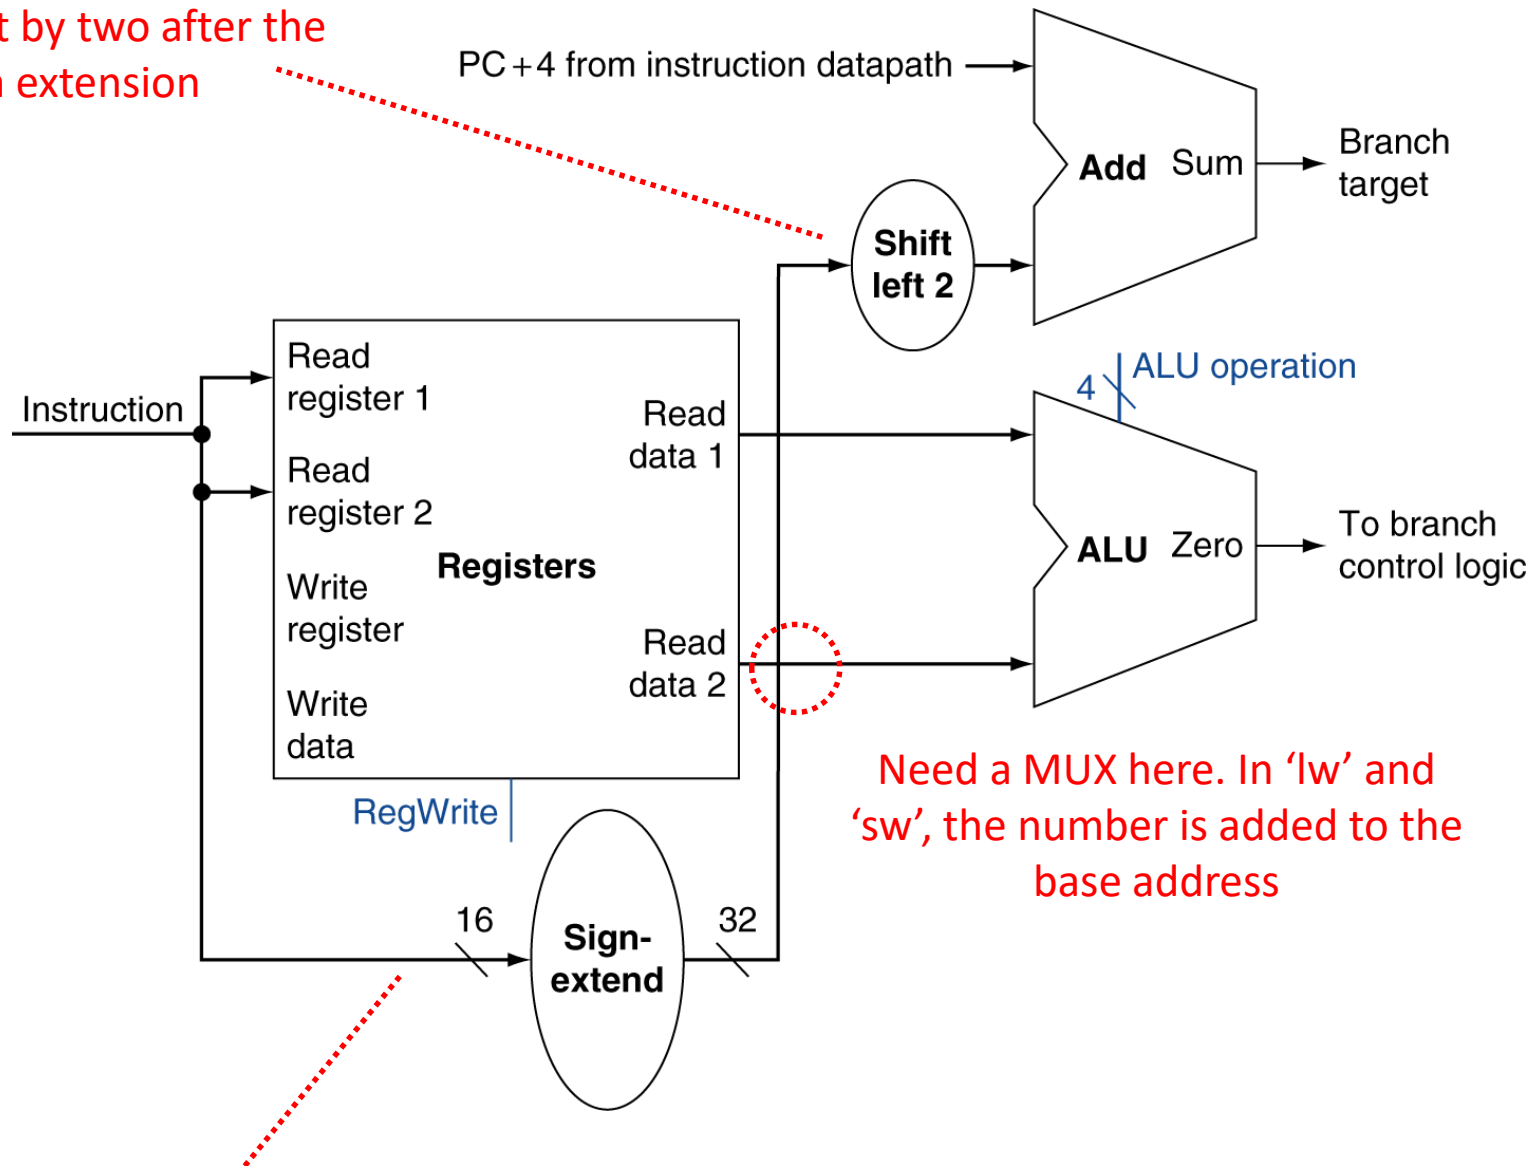 t by two after the
extension
PC+4 from instruction datapath
Add Sum
Branch
target
Shift
left 2
Instruction
Read
register 1
Read
register 2
Write
register
Write
data
Registers
Read
data 1
Read
data 2
RegWrite
4
ALU operation
ALU Zero
To branch
control logic
Need a MUX here. In ‘lw’ and
‘sw’, the number is added to the
base address
16
Sign-
extend
32